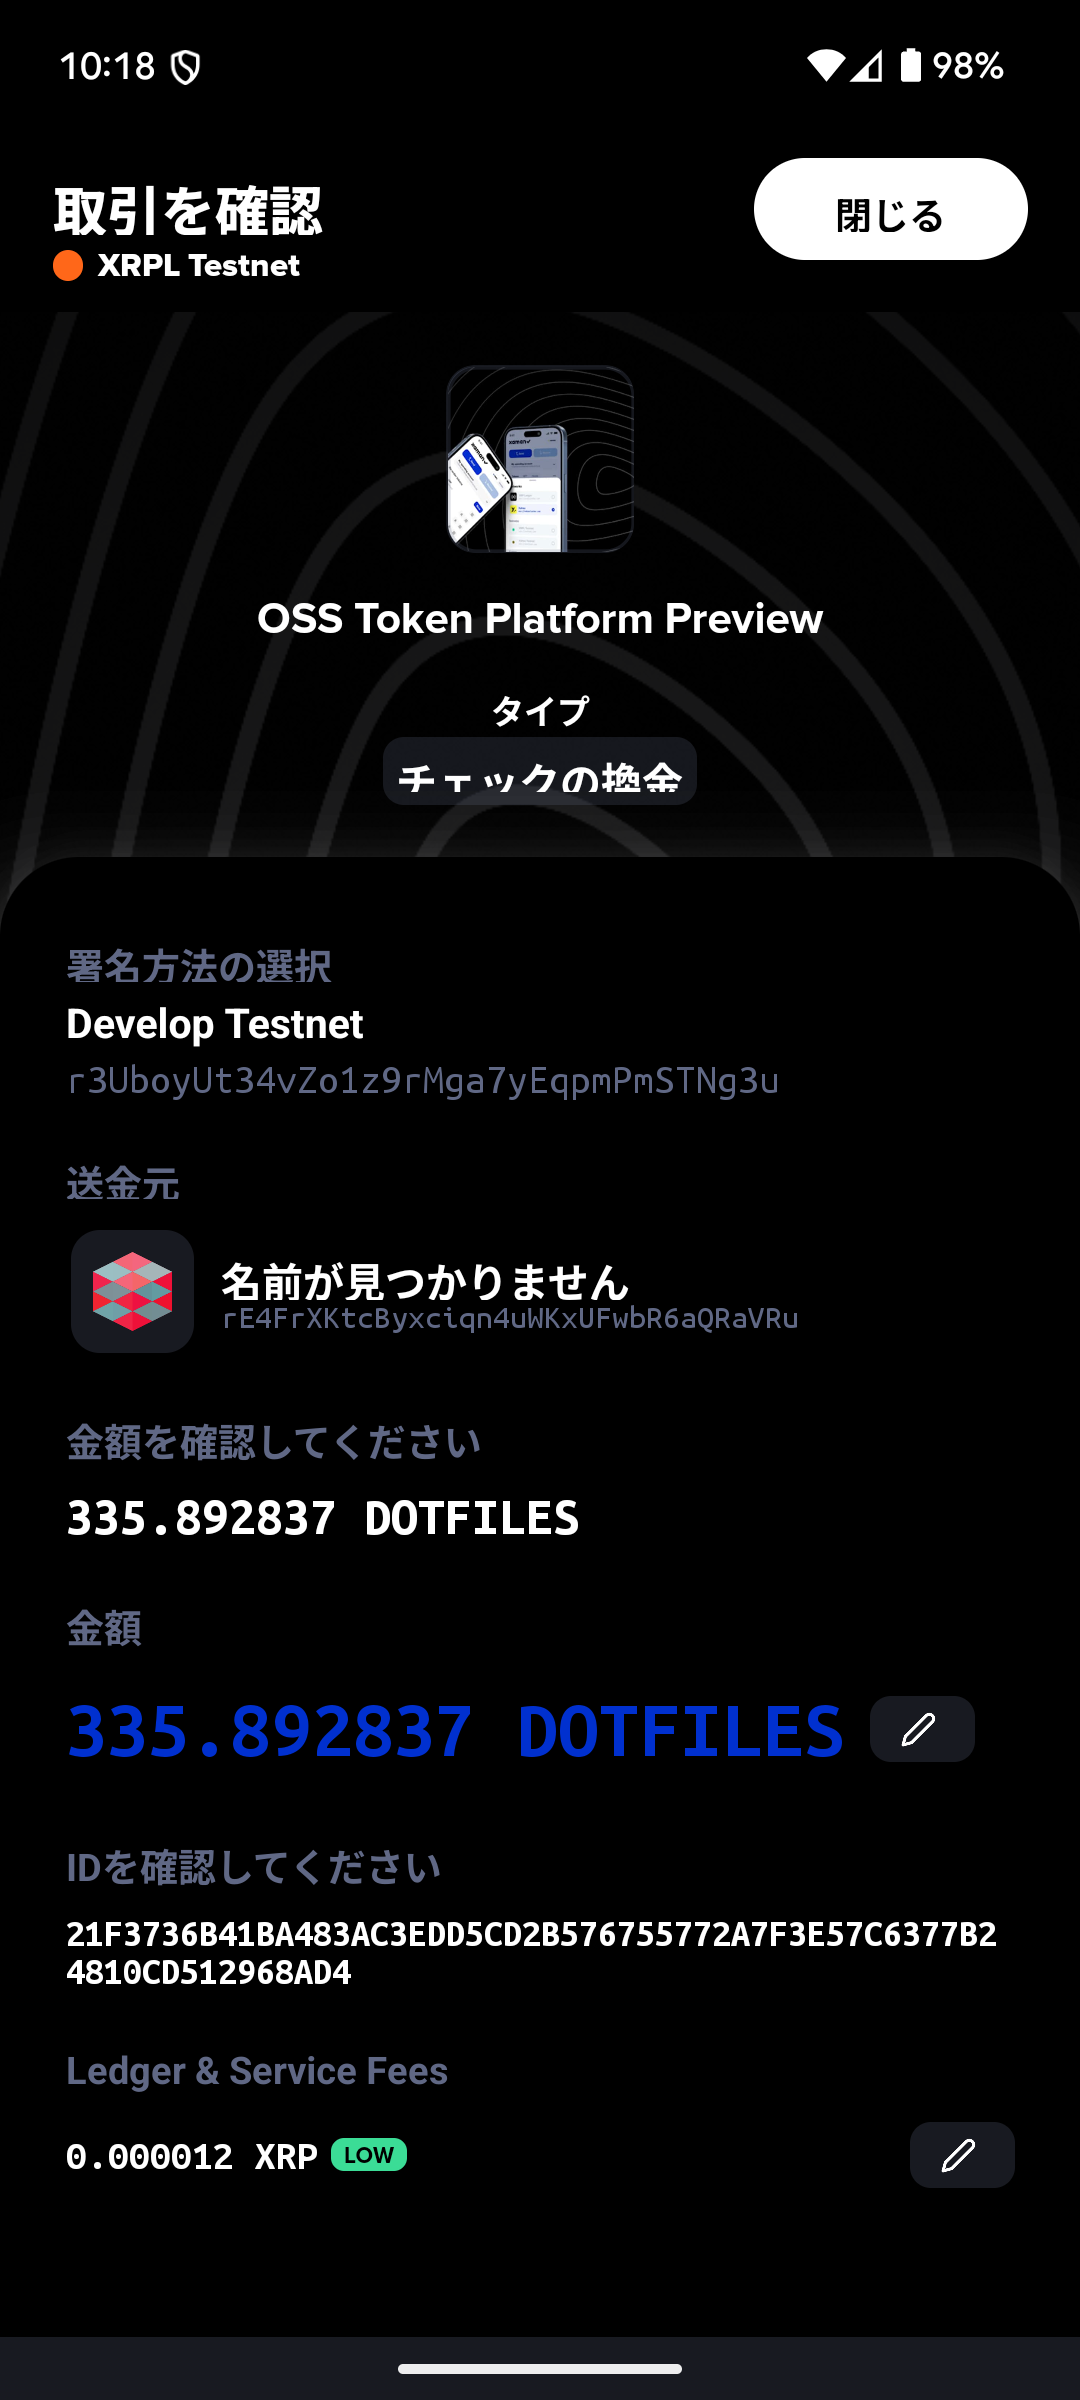 10:18
98%
取引を確認
閉じる
XRPL Testnet
OSS Token Platform Preview
タイプ
チェックの換金
署名方法の選択
Develop Testnet
r3UboyUt34vZo1z9rMga7yEqpmPmSTNg3u
送金元
名前が見つかりません
rE4FrXKtcByxciqn4uWKxUFwbR6aQRaVRu
金額を確認してください
335.892837 DOTFILES
金額
335.892837 DOTFILES
IDを確認してください
21F3736B41BA483AC3EDD5CD2B576755772A7F3E57C6377B2
4810CD512968AD4
Ledger & Service Fees
0.000012 XRP LOW